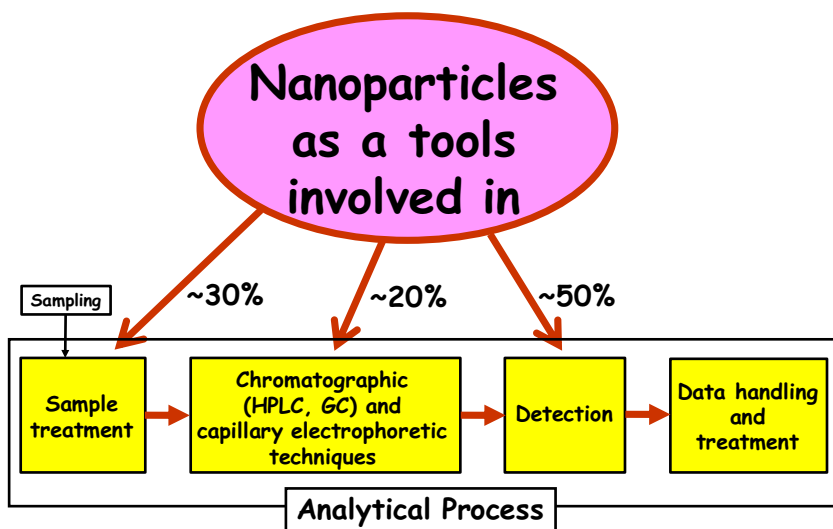 Nanoparticles
as a tools
involved in
~30%
~20%
~50%
Sampling
Sample
treatment
Chromatographic
(HPLC, GC) and
capillary electrophoretic
techniques
Detection
Data handling
and
treatment
Analytical Process